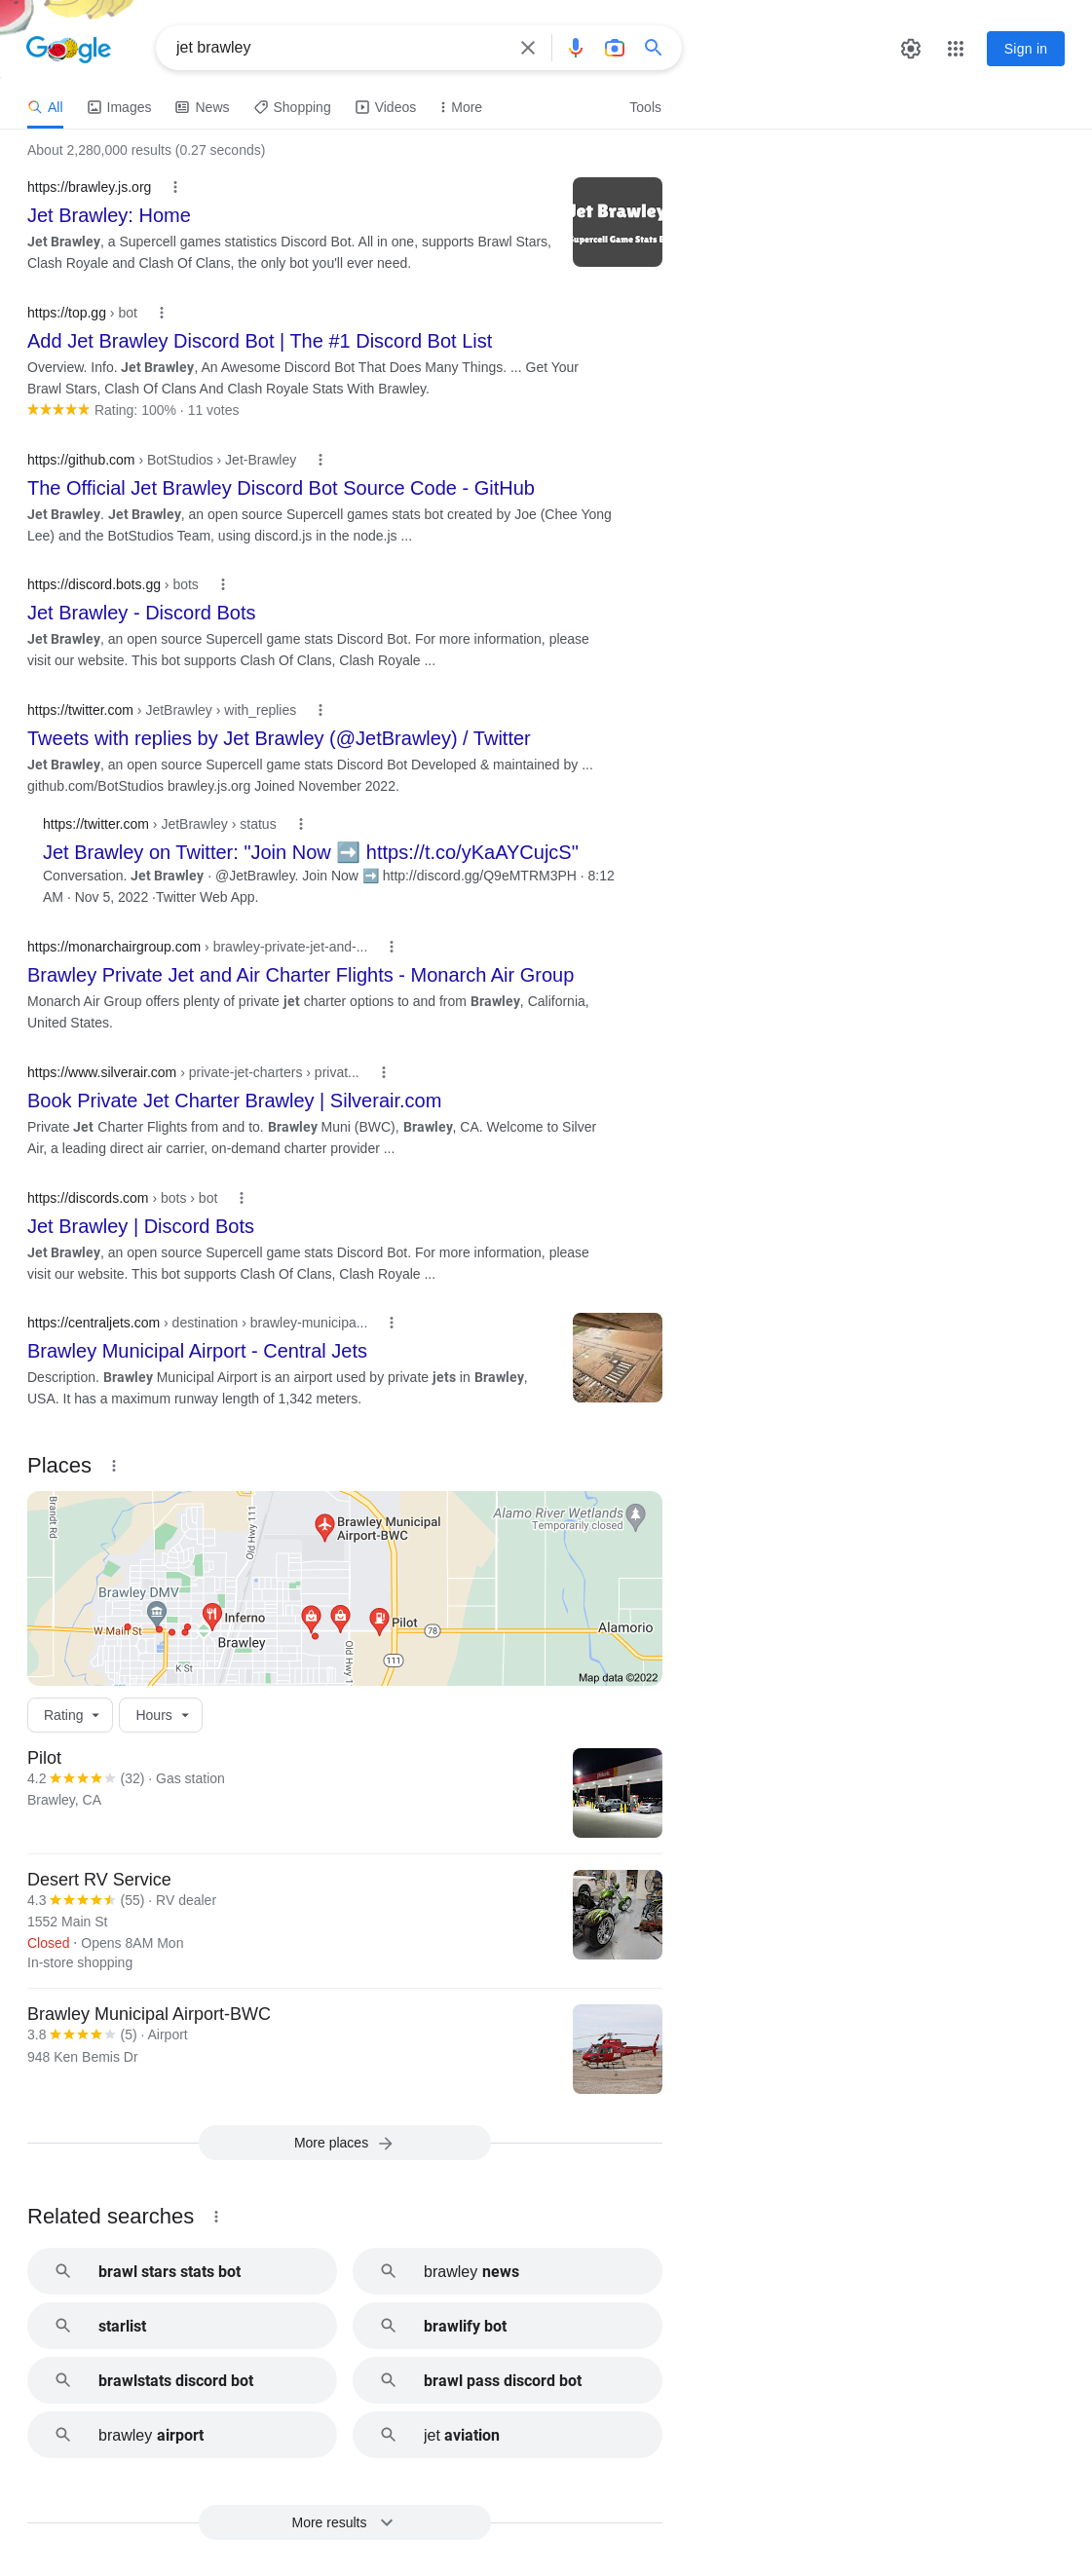 Google
jet brawley
Sign in
All
Images
News
Shopping
Videos
More
Tools
About 2,280,000 results (0.27 seconds)
https://brawley.js.org
Jet Brawley: Home
Jet Brawley, a Supercell games statistics Discord Bot. All in one, supports Brawl Stars,
Clash Royale and Clash Of Clans, the only bot you'll ever need.
Jet Brawley
Supercell Game Stats
https://top.gg › bot
Add Jet Brawley Discord Bot | The #1 Discord Bot List
Overview. Info. Jet Brawley, An Awesome Discord Bot That Does Many Things. ... Get Your
Brawl Stars, Clash Of Clans And Clash Royale Stats With Brawley.
Rating: 100% · 11 votes
https://github.com › BotStudios › Jet-Brawley
The Official Jet Brawley Discord Bot Source Code - GitHub
Jet Brawley. Jet Brawley, an open source Supercell games stats bot created by Joe (Chee Yong
Lee) and the BotStudios Team, using discord.js in the node.js ...
https://discord.bots.gg › bots
Jet Brawley - Discord Bots
Jet Brawley, an open source Supercell game stats Discord Bot. For more information, please
visit our website. This bot supports Clash Of Clans, Clash Royale ...
https://twitter.com › JetBrawley › with_replies
Tweets with replies by Jet Brawley (@JetBrawley) / Twitter
Jet Brawley, an open source Supercell game stats Discord Bot Developed & maintained by ...
github.com/BotStudios brawley.js.org Joined November 2022.
https://twitter.com › JetBrawley › status
Jet Brawley on Twitter: "Join Now ➡️ https://t.co/yKaAYCujcS"
Conversation. Jet Brawley · @JetBrawley. Join Now ➡️ http://discord.gg/Q9eMTRM3PH · 8:12
AM · Nov 5, 2022 ·Twitter Web App.
https://monarchairgroup.com › brawley-private-jet-and-...
Brawley Private Jet and Air Charter Flights - Monarch Air Group
Monarch Air Group offers plenty of private jet charter options to and from Brawley, California,
United States.
https://www.silverair.com › private-jet-charters › privat...
Book Private Jet Charter Brawley | Silverair.com
Private Jet Charter Flights from and to. Brawley Muni (BWC), Brawley, CA. Welcome to Silver
Air, a leading direct air carrier, on-demand charter provider ...
https://discords.com › bots › bot
Jet Brawley | Discord Bots
Jet Brawley, an open source Supercell game stats Discord Bot. For more information, please
visit our website. This bot supports Clash Of Clans, Clash Royale ...
https://centraljets.com › destination › brawley-municipa...
Brawley Municipal Airport - Central Jets
Description. Brawley Municipal Airport is an airport used by private jets in Brawley,
USA. It has a maximum runway length of 1,342 meters.
Places
Brandt Rd
Old Hwy 111
Brawley Municipal
Airport-BWC
Alamo River Wetlands
Temporarily closed
Brawley DMV
Inferno
Pilot
W Main St
Brawley
78
Alamorio
K St
Old Hwy 1
111
Map data ©2022
Rating
Hours
Pilot
4.2 (32) · Gas station
Brawley, CA
Desert RV Service
4.3 (55) · RV dealer
1552 Main St
Closed · Opens 8AM Mon
In-store shopping
Brawley Municipal Airport-BWC
3.8 (5) · Airport
948 Ken Bemis Dr
More places
Related searches
brawl stars stats bot
brawley news
starlist
brawlify bot
brawlstats discord bot
brawl pass discord bot
brawley airport
jet aviation
More results